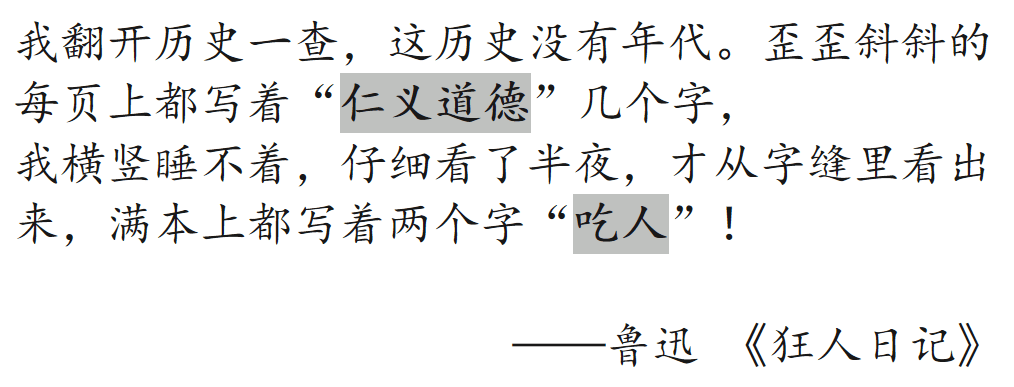 我翻开历史一查，这历史没有年代。歪歪斜斜的
每页上都写着“仁义道德”几个字，
我横竖睡不着，仔细看了半夜，才从字缝里看出
来，满本上都写着两个字“吃人”！
——鲁迅 《狂人日记》